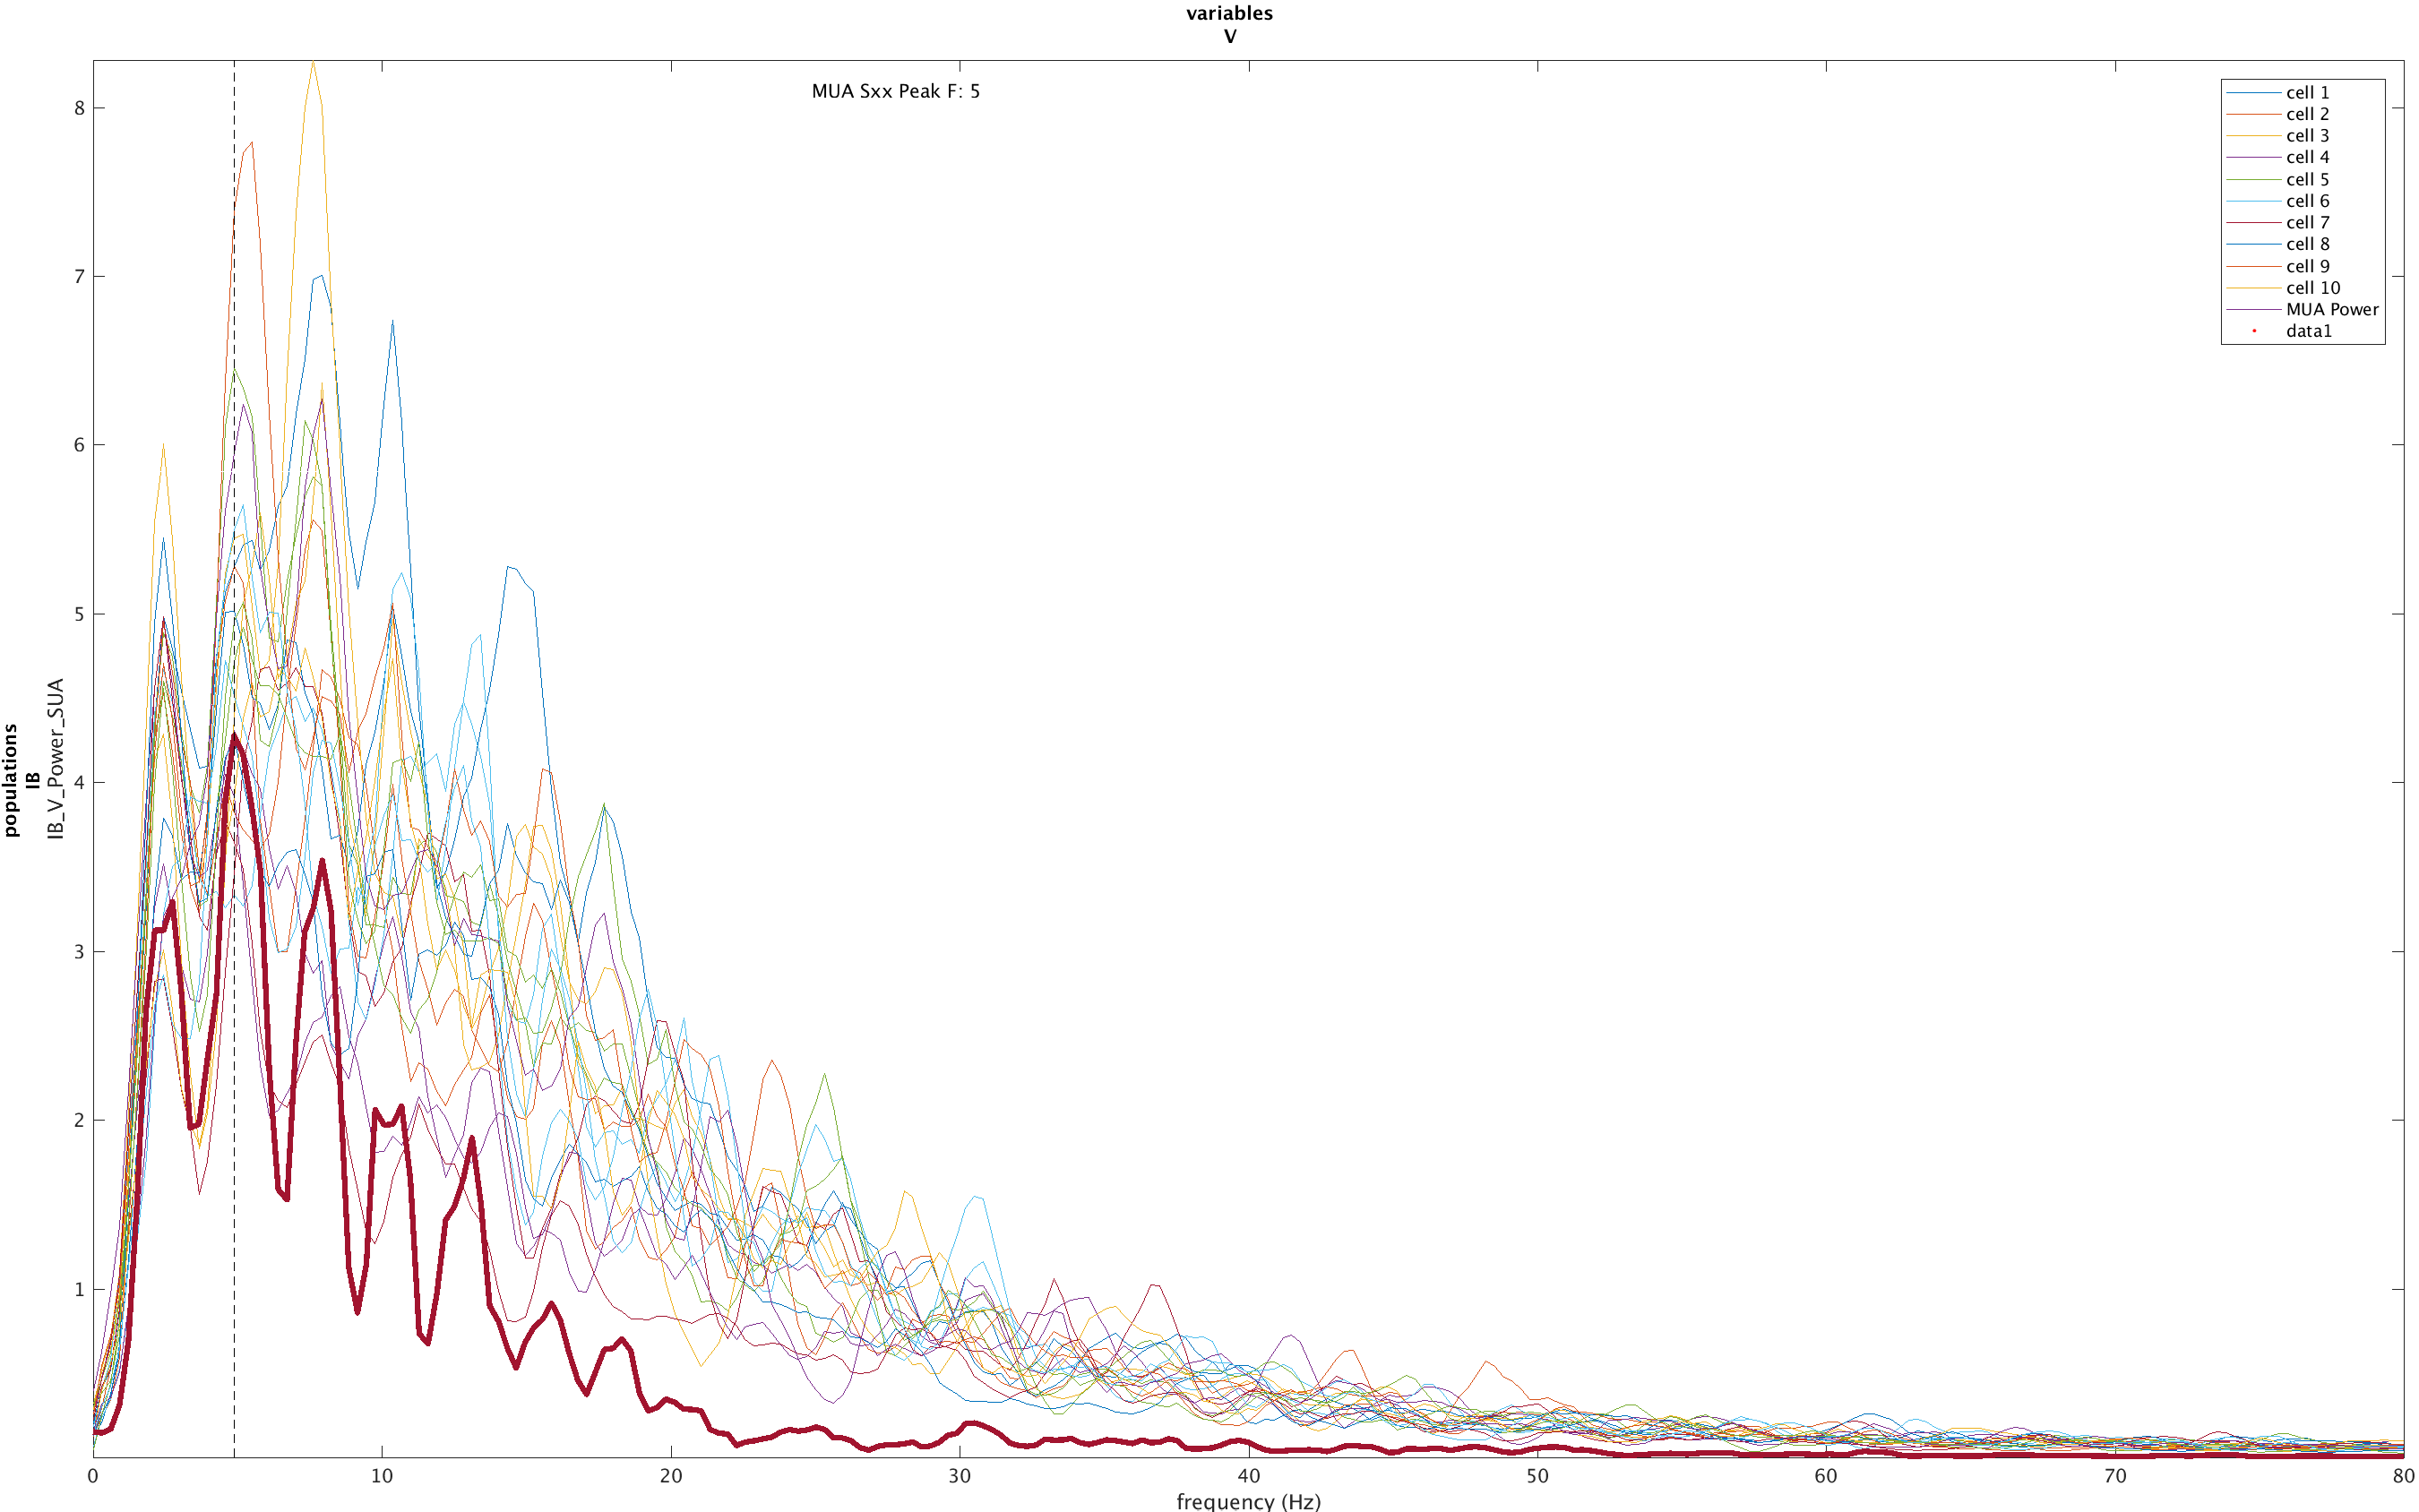 variables
V
MUA Sxx Peak F: 5
cell 1
cell 2
cell 3
cell 4
cell 5
cell 6
cell 7
cell 8
cell 9
cell 10
MUA Power
data1
populations
IB
IB_V_Power_SUA
8
7
6
5
4
3
2
1
0 10 20 30 40 50 60 70 80
frequency (Hz)